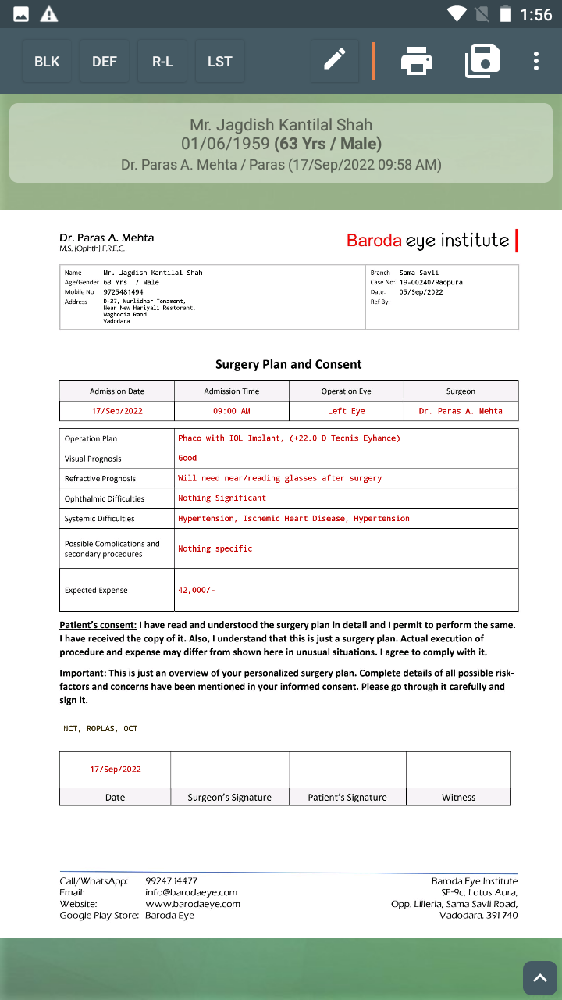 1:56
BLK DEF R-L LST
Mr. Jagdish Kantilal Shah
01/06/1959 (63 Yrs / Male)
Dr. Paras A. Mehta / Paras (17/Sep/2022 09:58 AM)
Dr. Paras A. Mehta
M.S. (Ophth) F.R.E.C.
Baroda eye institute
Name Mr. Jagdish Kantilal Shah
Age/Gender 63 Yrs / Male
Mobile No 9725481494
Address D-37, Nurlidhar Tenament,
Near New Hariyali Restorant,
Waghodia Raod
Vadodara
Branch Sama Savli
Case No: 19-00240/Raopura
Date: 05/Sep/2022
Ref By:
Surgery Plan and Consent
Admission Date Admission Time Operation Eye Surgeon
17/Sep/2022 09:00 AM Left Eye Dr. Paras A. Mehta
Operation Plan Phaco with IOL Implant, (+22.0 D Tecnis Eyhance)
Visual Prognosis Good
Refractive Prognosis Will need near/reading glasses after surgery
Ophthalmic Difficulties Nothing Significant
Systemic Difficulties Hypertension, Ischemic Heart Disease, Hypertension
Possible Complications and
secondary procedures Nothing specific
Expected Expense 42,000/-
Patient's consent: I have read and understood the surgery plan in detail and I permit to perform the same.
I have received the copy of it. Also, I understand that this is just a surgery plan. Actual execution of
procedure and expense may differ from shown here in unusual situations. I agree to comply with it.
Important: This is just an overview of your personalized surgery plan. Complete details of all possible risk-
factors and concerns have been mentioned in your informed consent. Please go through it carefully and
sign it.
NCT, ROPLAS, OCT
17/Sep/2022
Date Surgeon's Signature Patient's Signature Witness
Call/WhatsApp: 99247 14477
Email: info@barodaeye.com
Website: www.barodaeye.com
Google Play Store: Baroda Eye
Baroda Eye Institute
SF-9c, Lotus Aura,
Opp. Lilleria, Sama Savli Road,
Vadodara. 391 740